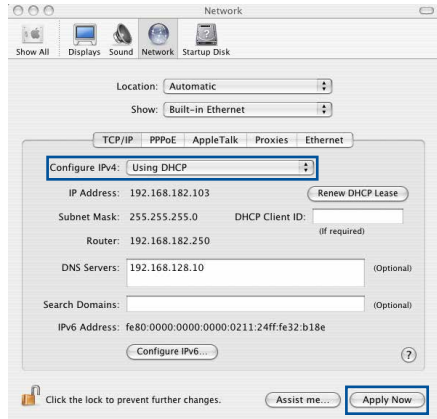 Network
Show All Displays Sound Network Startup Disk
Location: Automatic
Show: Built-in Ethernet
TCP/IP PPPoE AppleTalk Proxies Ethernet
Configure IPv4: Using DHCP
IP Address: 192.168.182.103 Renew DHCP Lease
Subnet Mask: 255.255.255.0 DHCP Client ID:
(If required)
Router: 192.168.182.250
DNS Servers: 192.168.128.10 (Optional)
Search Domains: (Optional)
IPv6 Address: fe80:0000:0000:0000:0211:24ff:fe32:b18e
Configure IPv6... ?
Click the lock to prevent further changes. Assist me... Apply Now